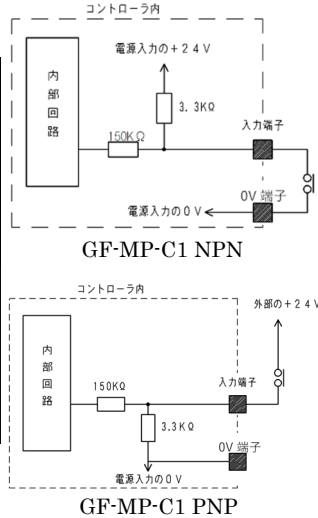 コントローラ内
電源入力の＋24V
内部回路
3.3KΩ
150KΩ
入力端子
0V 端子
電源入力の0V
GF-MP-C1 NPN
コントローラ内
外部の＋24V
内部回路
150KΩ
入力端子
3.3KΩ
0V 端子
電源入力の0V
GF-MP-C1 PNP